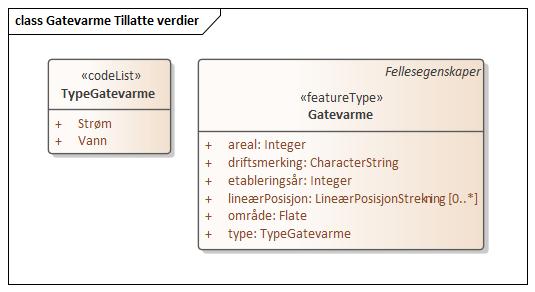 class Gatevarme Tillatte verdier
«codeList»
TypeGatevarme
+ Strøm
+ Vann
Fellesegenskaper
«featureType»
Gatevarme
+ areal: Integer
+ driftsmerking: CharacterString
+ etableringsår: Integer
+ lineærPosisjon: LineærPosisjonStrekning [0..*]
+ område: Flate
+ type: TypeGatevarme